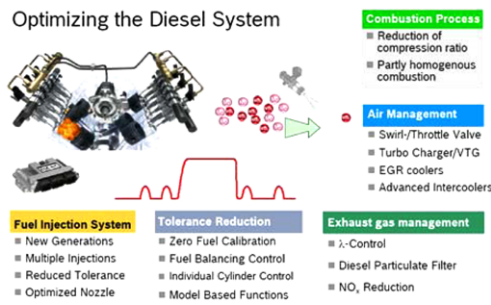 Optimizing the Diesel System
Combustion Process
Reduction of
compression ratio
Partly homogenous
combustion
Air Management
Swirl-/Throttle Valve
Turbo Charger/VTG
EGR coolers
Advanced Intercoolers
Fuel Injection System
New Generations
Multiple Injections
Reduced Tolerance
Optimized Nozzle
Tolerance Reduction
Zero Fuel Calibration
Fuel Balancing Control
Individual Cylinder Control
Model Based Functions
Exhaust gas management
λ-Control
Diesel Particulate Filter
NOx Reduction